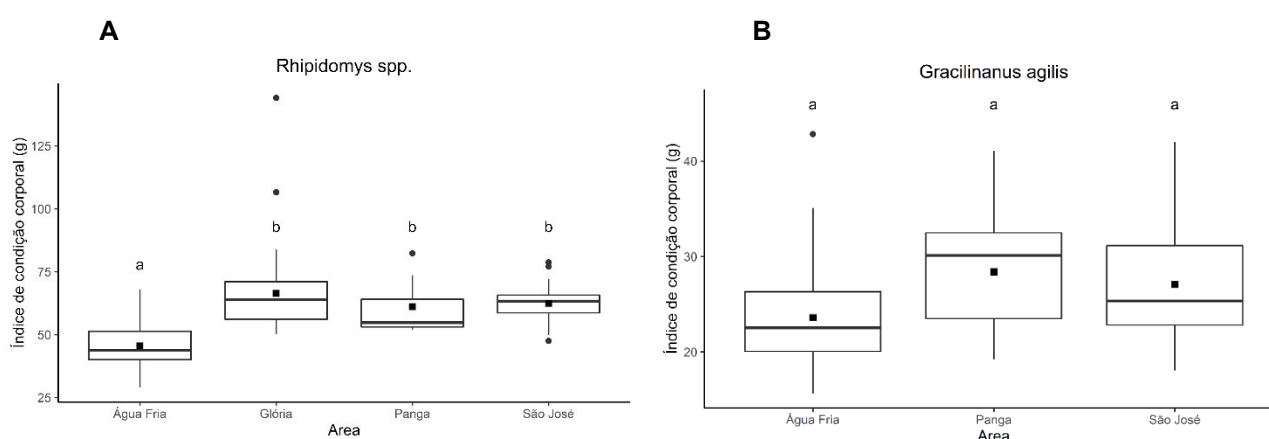 A
Rhipidomys spp.
Índice de condição corporal (g)
125
100
75
50
25
a
b
b
b
Água Fria
Glória
Panga
São José
Area
B
Gracilinanus agilis
Índice de condição corporal (g)
40
30
20
a
a
a
Água Fria
Panga
São José
Area